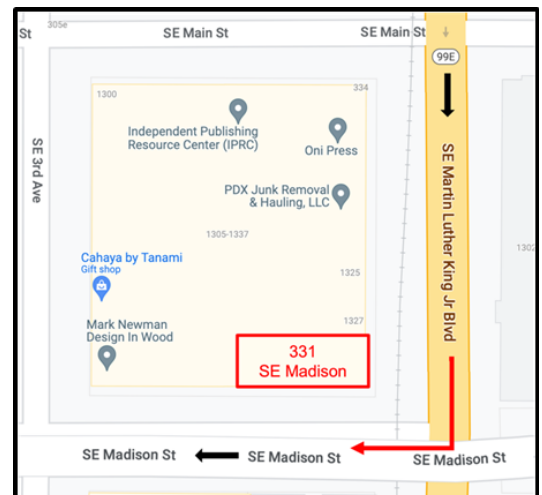 St
305e
SE Main St
SE Main St
99E
1300
334
Independent Publishing
Resource Center (IPRC)
Oni Press
SE 3rd Ave
SE Martin Luther King Jr Blvd
PDX Junk Removal
& Hauling, LLC
1305-1337
1302
Cahaya by Tanami
Gift shop
1325
Mark Newman
Design In Wood
1327
331
SE Madison
SE Madison St
SE Madison St
SE Madison St